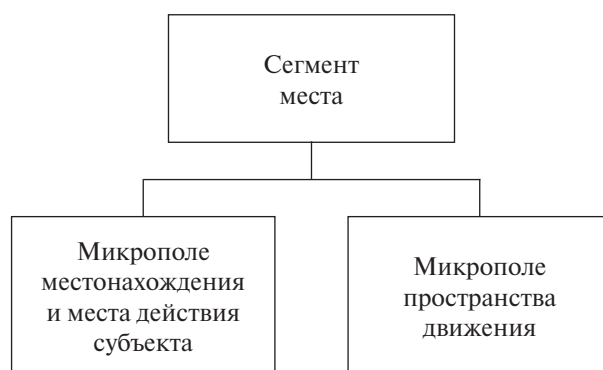 Сегмент
места
Микрополе
местонахождения
и места действия
субъекта
Микрополе
пространства
движения